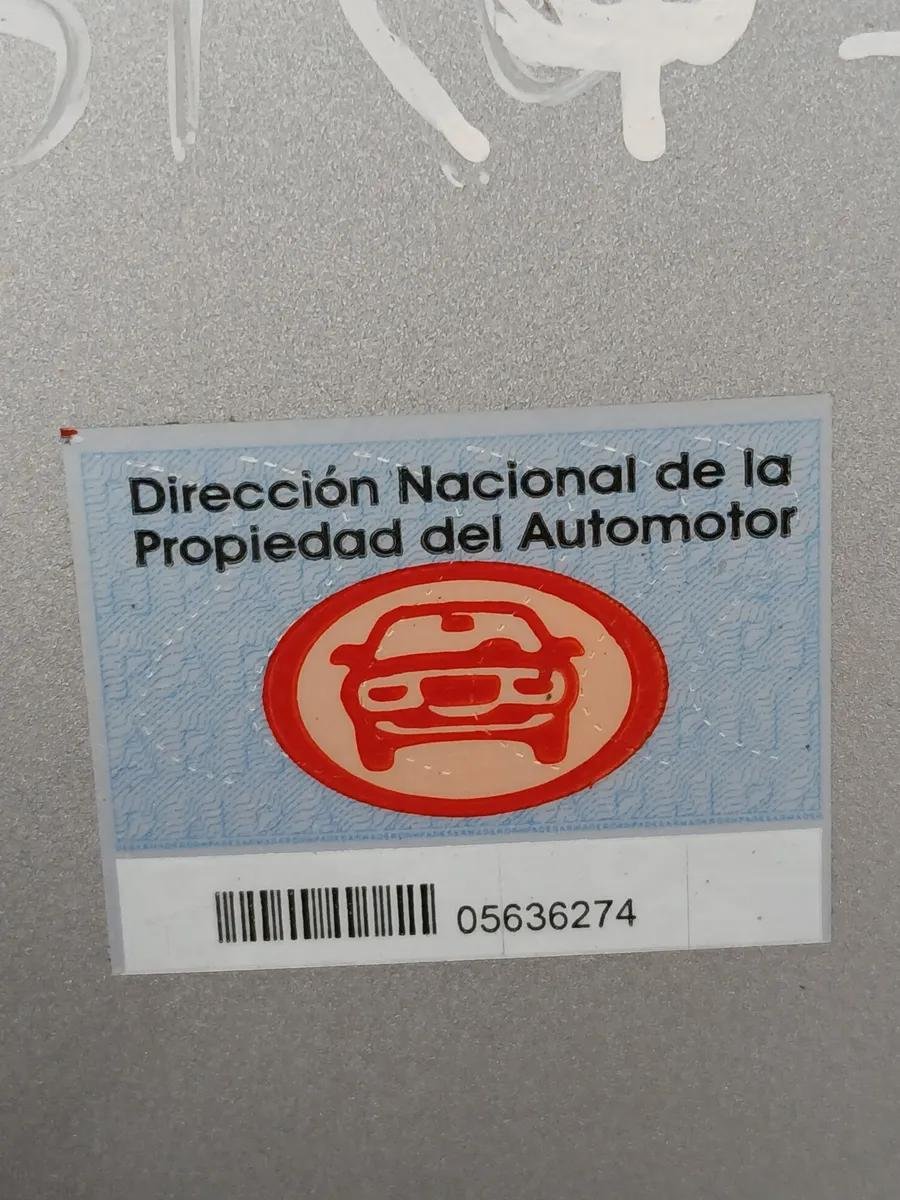 Dirección Nacional de la
Propiedad del Automotor
05636274